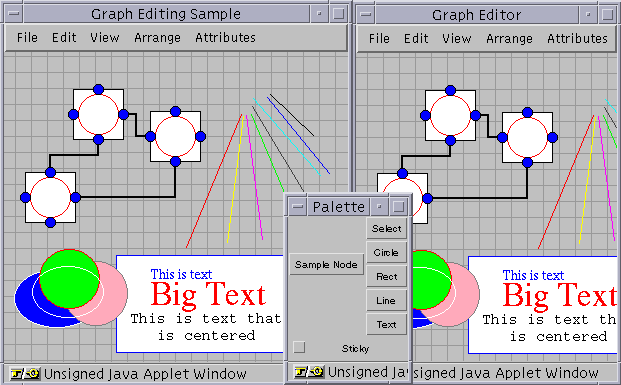 Graph Editing Sample
File Edit View Arrange Attributes
This is text
Big Text
This is text that
is centered
Unsigned Java Applet Window
Graph Editor
File Edit View Arrange Attributes
This is text
Big Text
This is text th
is centered
Unsigned Java Applet Window
Palette
Select
Circle
Sample Node
Rect
Line
Text
Sticky
Unsigned Java A